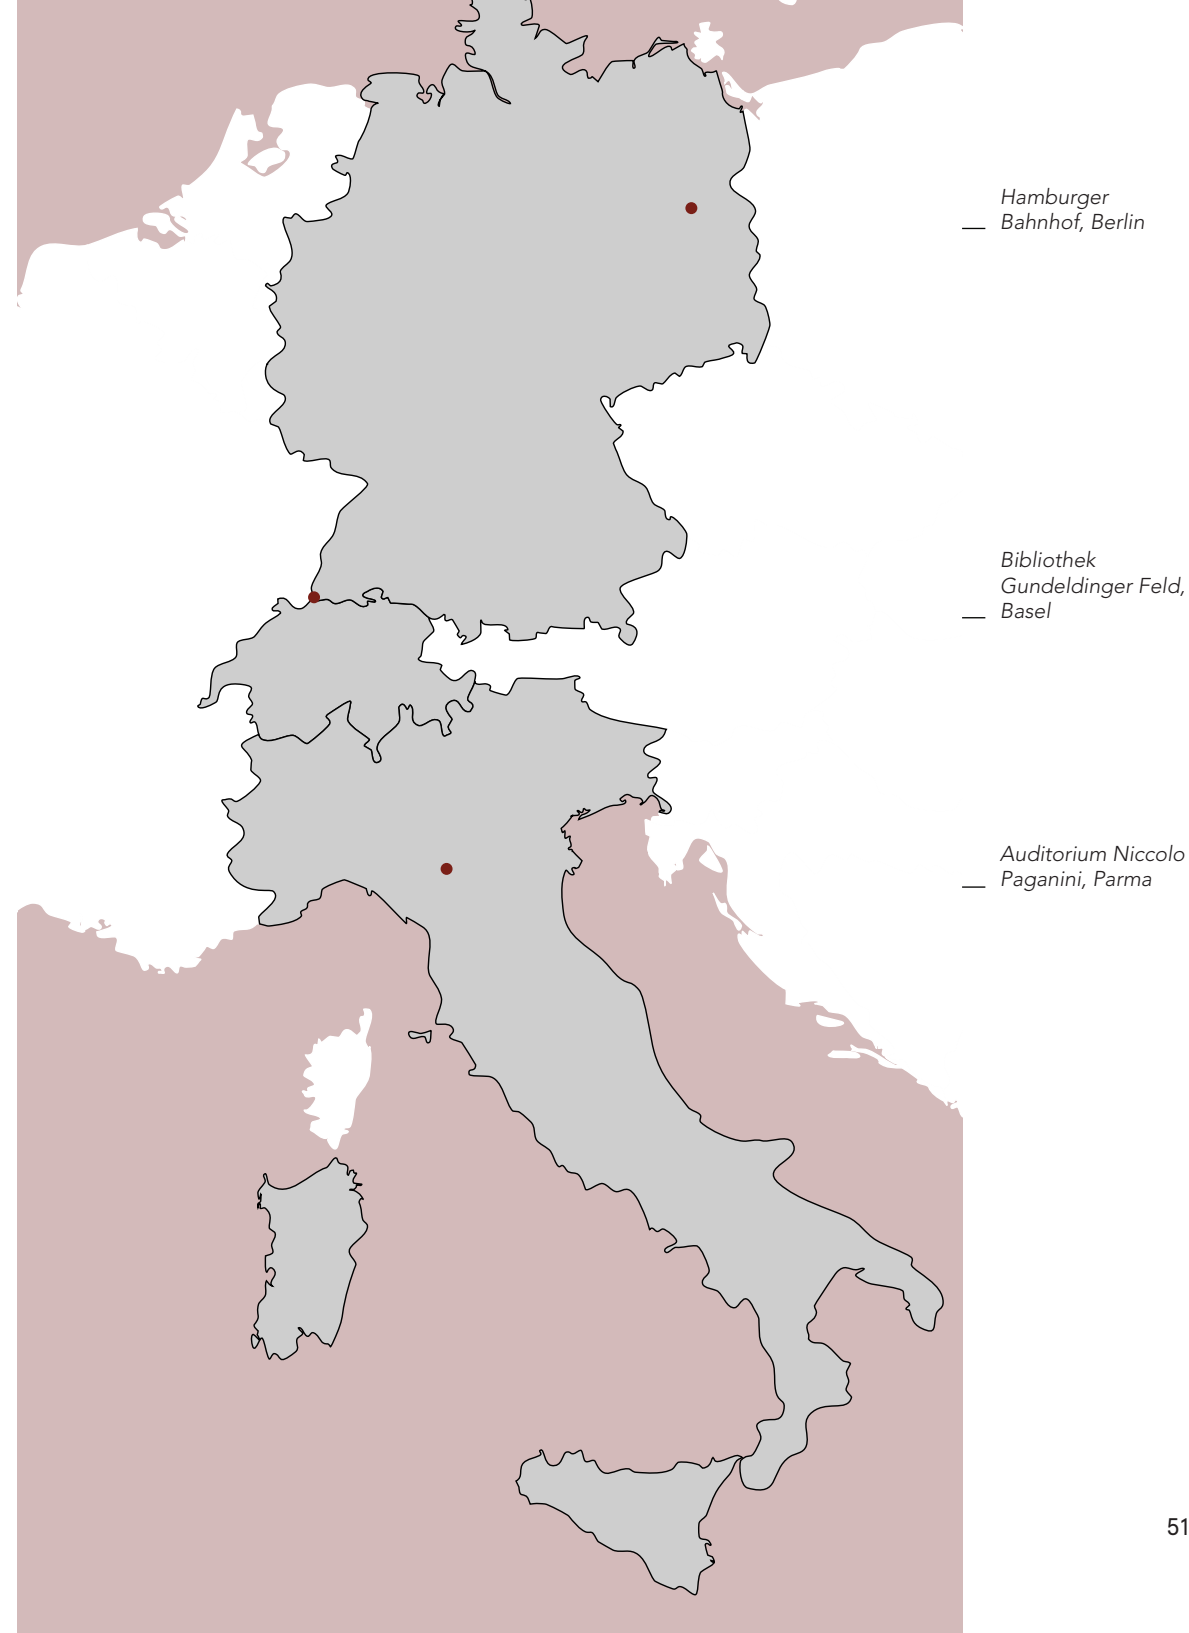 Hamburger
Bahnhof, Berlin
Bibliothek
Gundeldinger Feld,
Basel
Auditorium Niccolo
Paganini, Parma
51